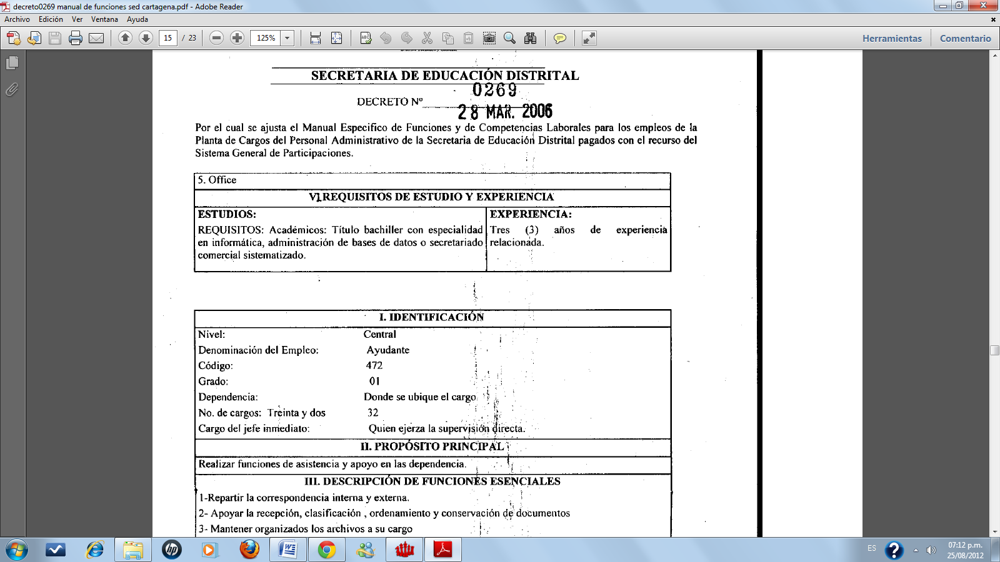 decreto0269 manual de funciones sed cartagena.pdf - Adobe Reader
Archivo Edición Ver Ventana Ayuda
15 / 23 125% Herramientas Comentario
SECRETARIA DE EDUCACIÓN DISTRITAL
0269
DECRETO Nº
28 MAR. 2006
Por el cual se ajusta el Manual Especifico de Funciones y de Competencias Laborales para los empleos de la
Planta de Cargos del Personal Administrativo de la Secretaria de Educación Distrital pagados con el recurso del
Sistema General de Participaciones.
5. Office
VI.REQUISITOS DE ESTUDIO Y EXPERIENCIA
ESTUDIOS:
REQUISITOS: Académicos: Título bachiller con especialidad
en informática, administración de bases de datos o secretariado
comercial sistematizado.
EXPERIENCIA:
Tres (3) años de experiencia
relacionada.
I. IDENTIFICACIÓN
Nivel: Central
Denominación del Empleo: Ayudante
Código: 472
Grado: 01
Dependencia: Donde se ubique el cargo
No. de cargos: Treinta y dos 32
Cargo del jefe inmediato: Quien ejerza la supervisión directa.
II. PROPÓSITO PRINCIPAL
Realizar funciones de asistencia y apoyo en las dependencia.
III. DESCRIPCIÓN DE FUNCIONES ESENCIALES
1-Repartir la correspondencia interna y externa.
2- Apoyar la recepción, clasificación , ordenamiento y conservación de documentos
3- Mantener organizados los archivos a su cargo
ES
07:12 p.m.
25/08/2012